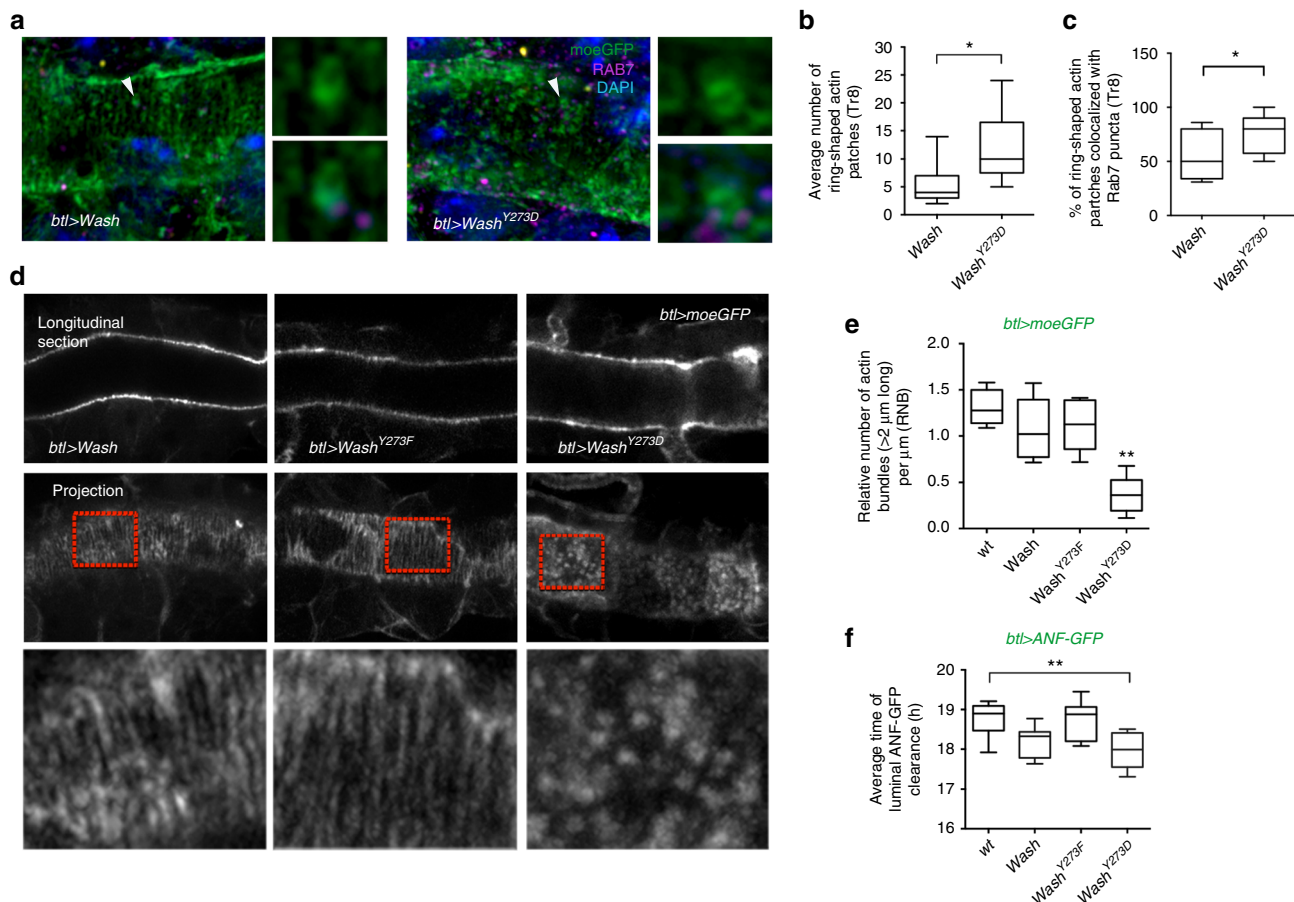 a
moeGFP
RAB7
DAPI
btl>Wash
btl>Wash^Y273D
b
Average number of
ring-shaped actin
patches (Tr8)
30
25
20
15
10
5
0
*
Wash
Wash^Y273D
c
% of ring-shaped actin
partches colocalized with
Rab7 puncta (Tr8)
150
100
50
0
*
Wash
Wash^Y273D
d
Longitudinal
section
btl>Wash
btl>Wash^Y273F
btl>moeGFP
btl>Wash^Y273D
Projection
e
btl>moeGFP
Relative number of actin
bundles (>2 μm long)
per μm (RNB)
2.0
1.5
1.0
0.5
0.0
**
wt
Wash
Wash^Y273F
Wash^Y273D
f
btl>ANF-GFP
Average time of
luminal ANF-GFP
clearance (h)
20
19
18
17
16
**
wt
Wash
Wash^Y273F
Wash^Y273D